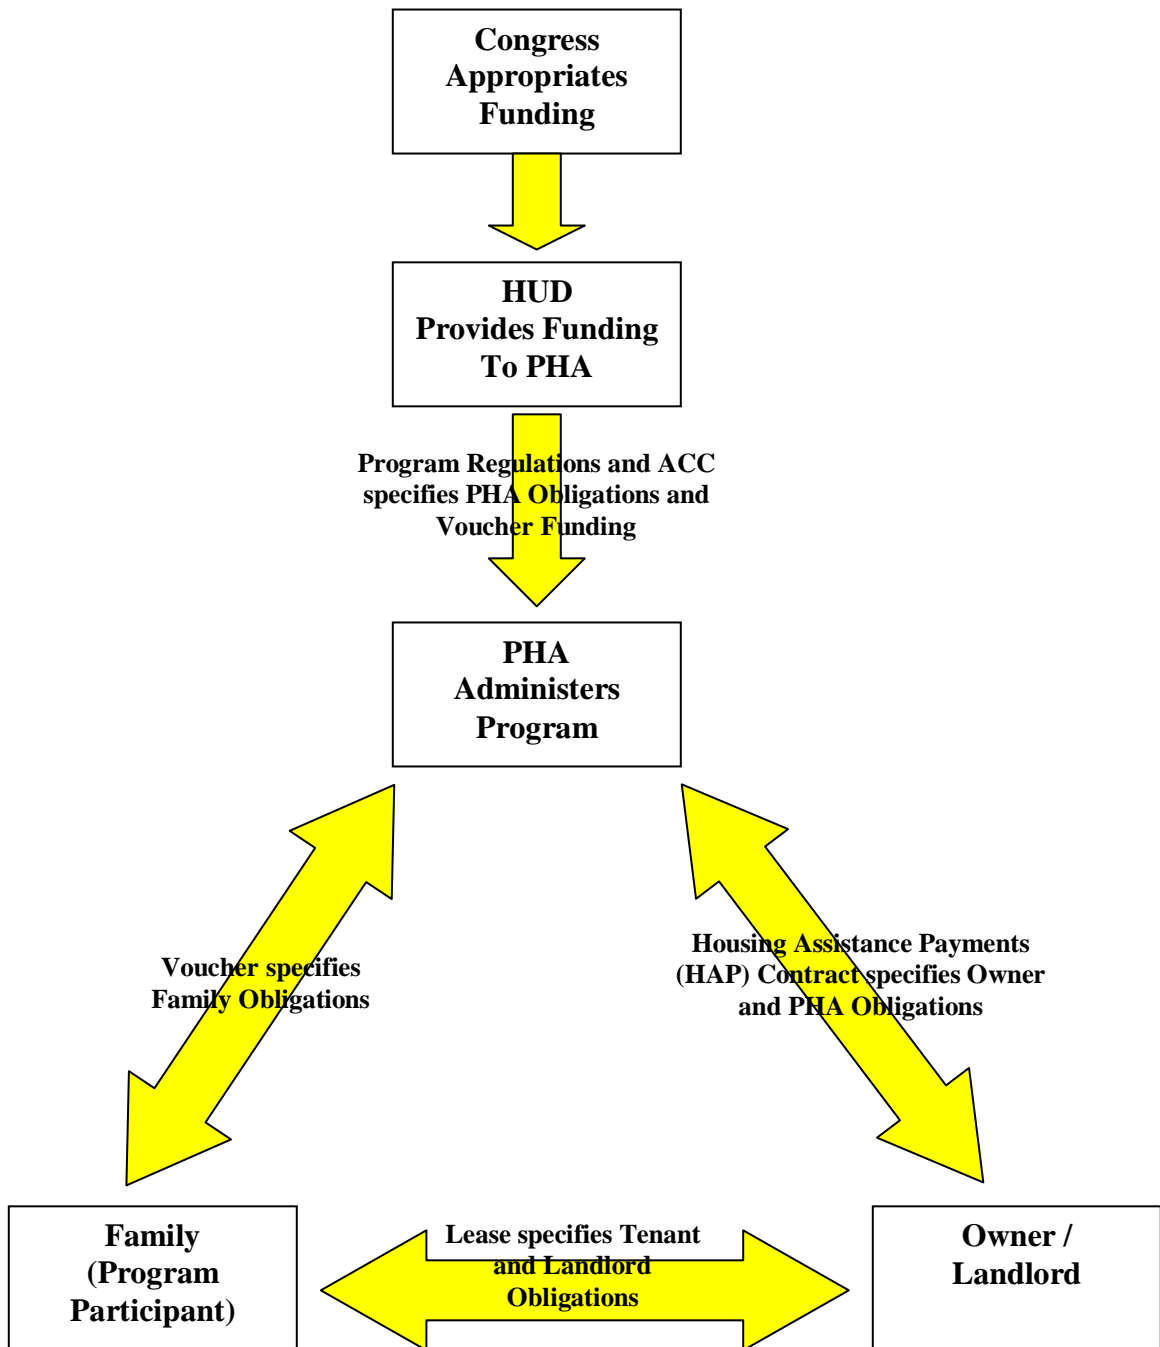 Congress
Appropriates
Funding
HUD
Provides Funding
To PHA
Program Regulations and ACC
specifies PHA Obligations and
Voucher Funding
PHA
Administers
Program
Voucher specifies
Family Obligations
Housing Assistance Payments
(HAP) Contract specifies Owner
and PHA Obligations
Family
(Program
Participant)
Lease specifies Tenant
and Landlord
Obligations
Owner /
Landlord